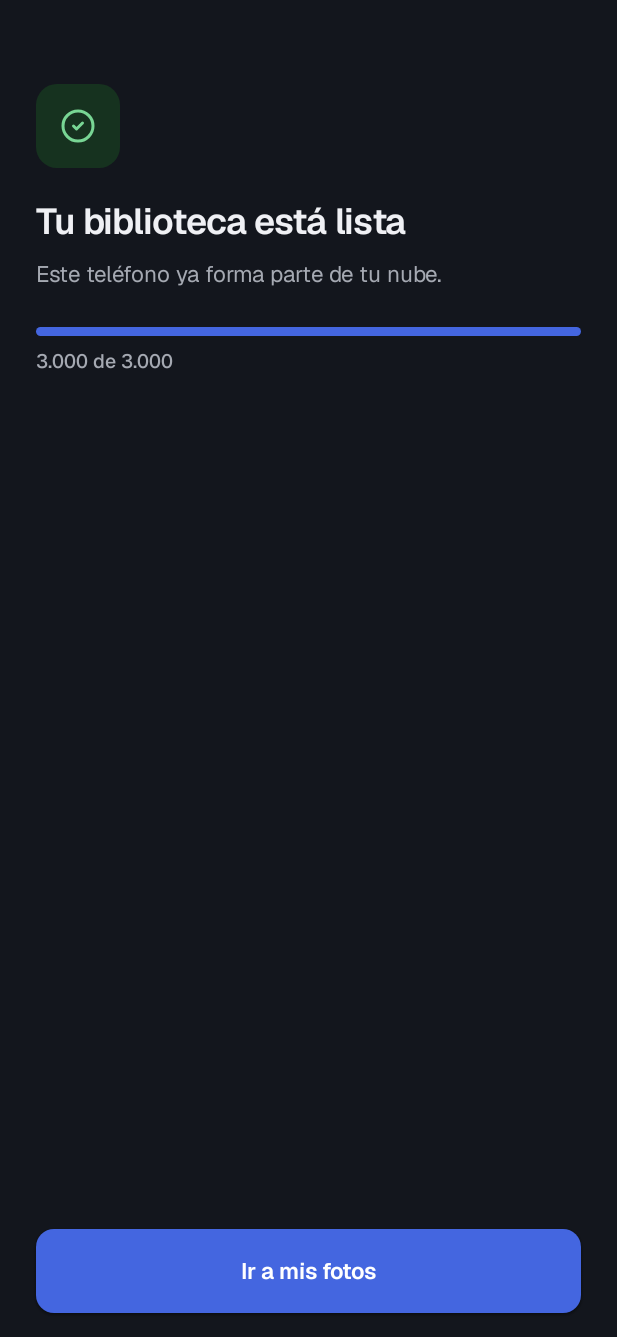 Tu biblioteca está lista
Este teléfono ya forma parte de tu nube.
3.000 de 3.000
Ir a mis fotos